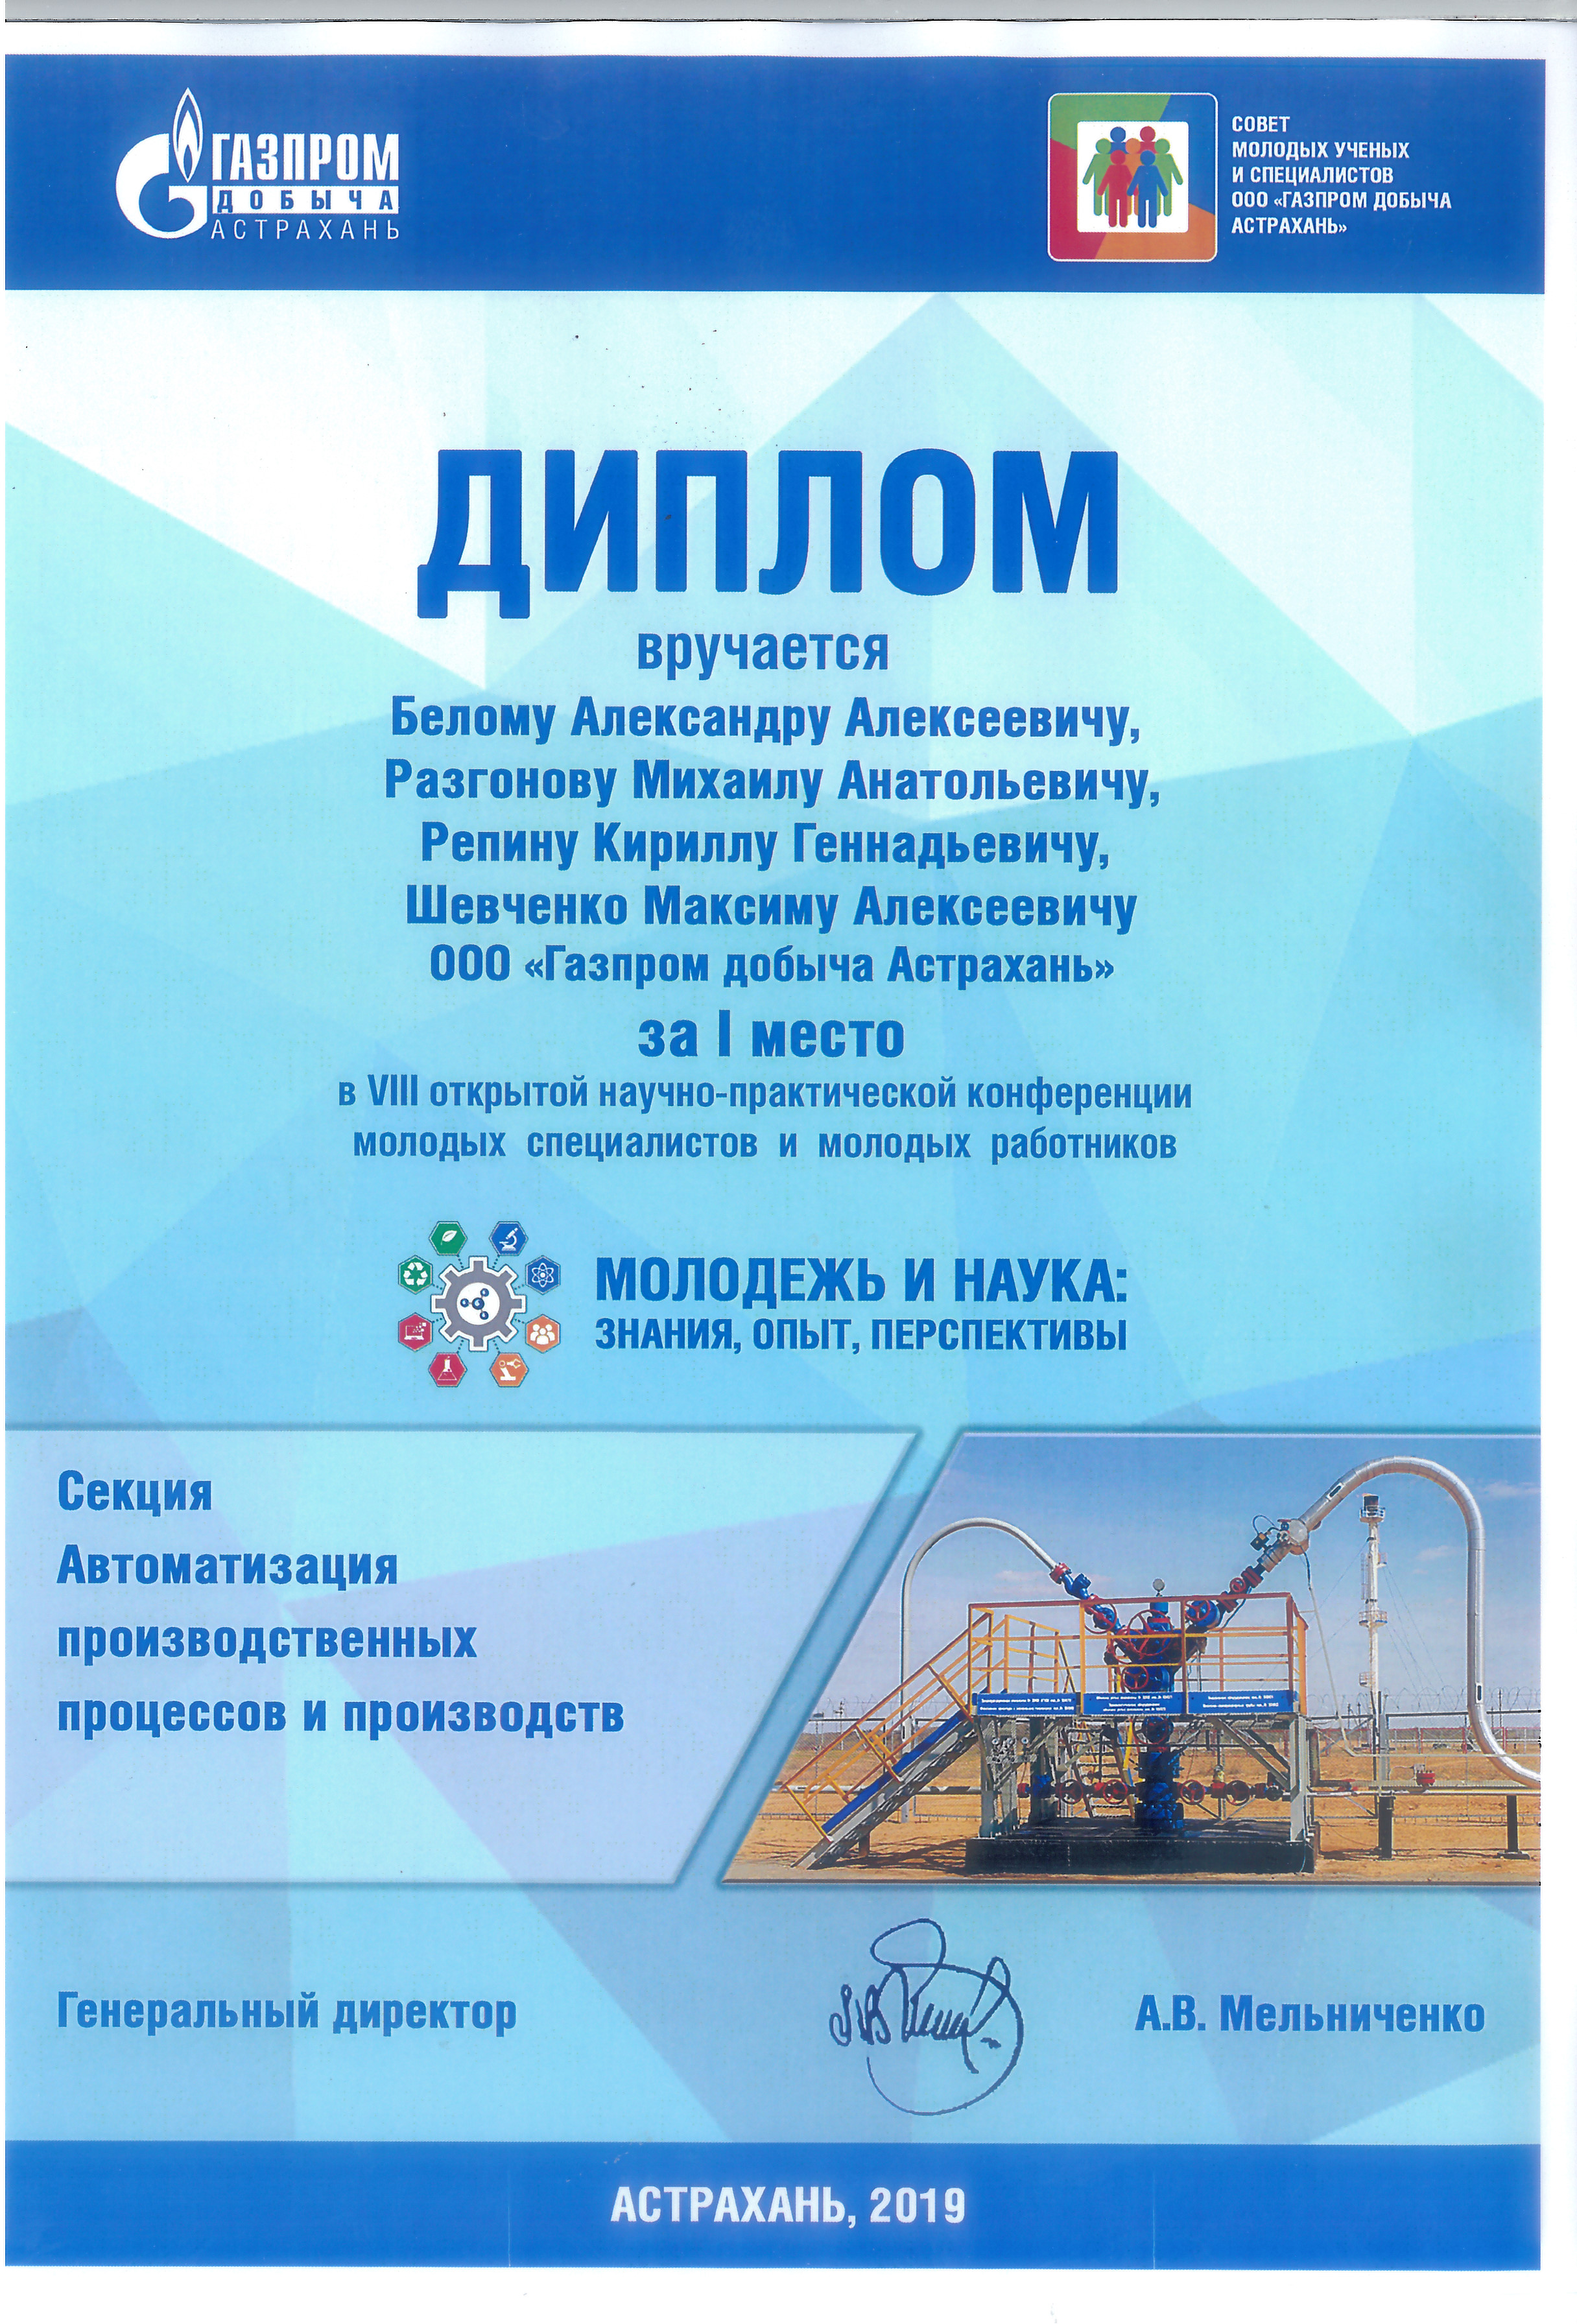 ГАЗПРОМ
ДОБЫЧА
АСТРАХАНЬ
СОВЕТ
МОЛОДЫХ УЧЕНЫХ
И СПЕЦИАЛИСТОВ
ООО «ГАЗПРОМ ДОБЫЧА
АСТРАХАНЬ»
ДИПЛОМ
вручается
Белому Александру Алексеевичу,
Разгонову Михаилу Анатольевичу,
Репину Кириллу Геннадьевичу,
Шевченко Максиму Алексеевичу
ООО «Газпром добыча Астрахань»
за I место
в VIII открытой научно-практической конференции
молодых специалистов и молодых работников
МОЛОДЕЖЬ И НАУКА:
ЗНАНИЯ, ОПЫТ, ПЕРСПЕКТИВЫ
Секция
Автоматизация
производственных
процессов и производств
Генеральный директор
А.В. Мельниченко
АСТРАХАНЬ, 2019